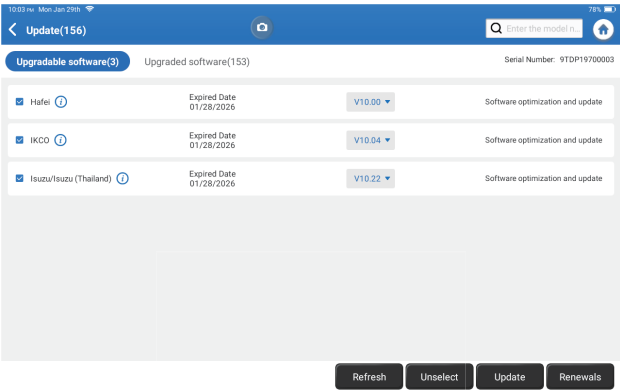 10:03 PM Mon Jan 29th 78%
Update(156) Enter the model n...
Upgradable software(3) Upgraded software(153) Serial Number: 9TDP19700003
Hafei i Expired Date 01/28/2026 V10.00 Software optimization and update
IKCO i Expired Date 01/28/2026 V10.04 Software optimization and update
Isuzu/Isuzu (Thailand) i Expired Date 01/28/2026 V10.22 Software optimization and update
Refresh Unselect Update Renewals